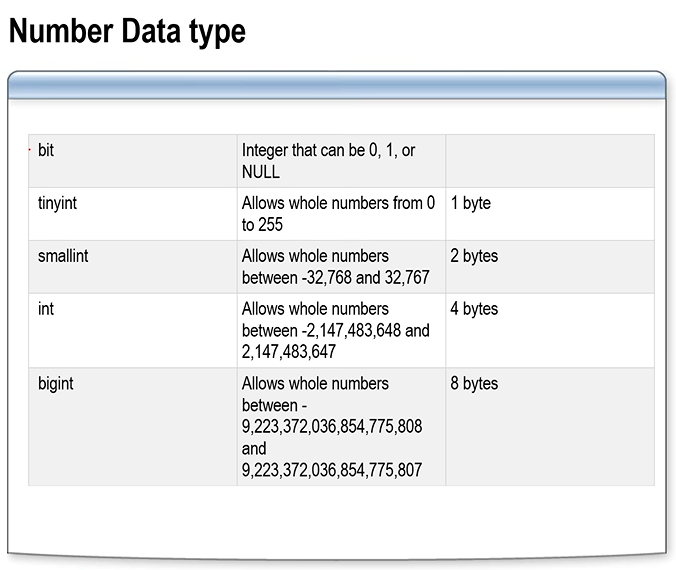 Number Data type
bit
Integer that can be 0, 1, or
NULL
tinyint
Allows whole numbers from 0
to 255
1 byte
smallint
Allows whole numbers
between -32,768 and 32,767
2 bytes
int
Allows whole numbers
between -2,147,483,648 and
2,147,483,647
4 bytes
bigint
Allows whole numbers
between -
9,223,372,036,854,775,808
and
9,223,372,036,854,775,807
8 bytes